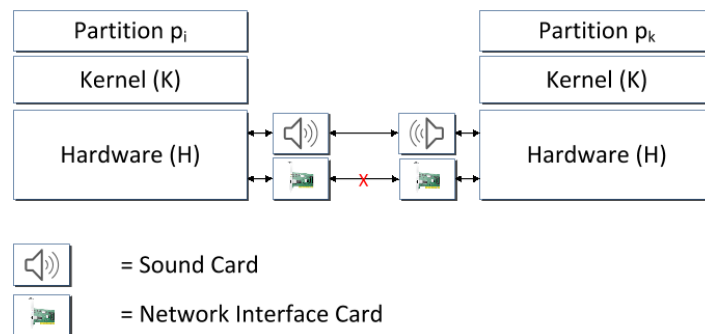 Partition pᵢ
Partition pₖ
Kernel (K)
Kernel (K)
Hardware (H)
Hardware (H)
X
= Sound Card
= Network Interface Card